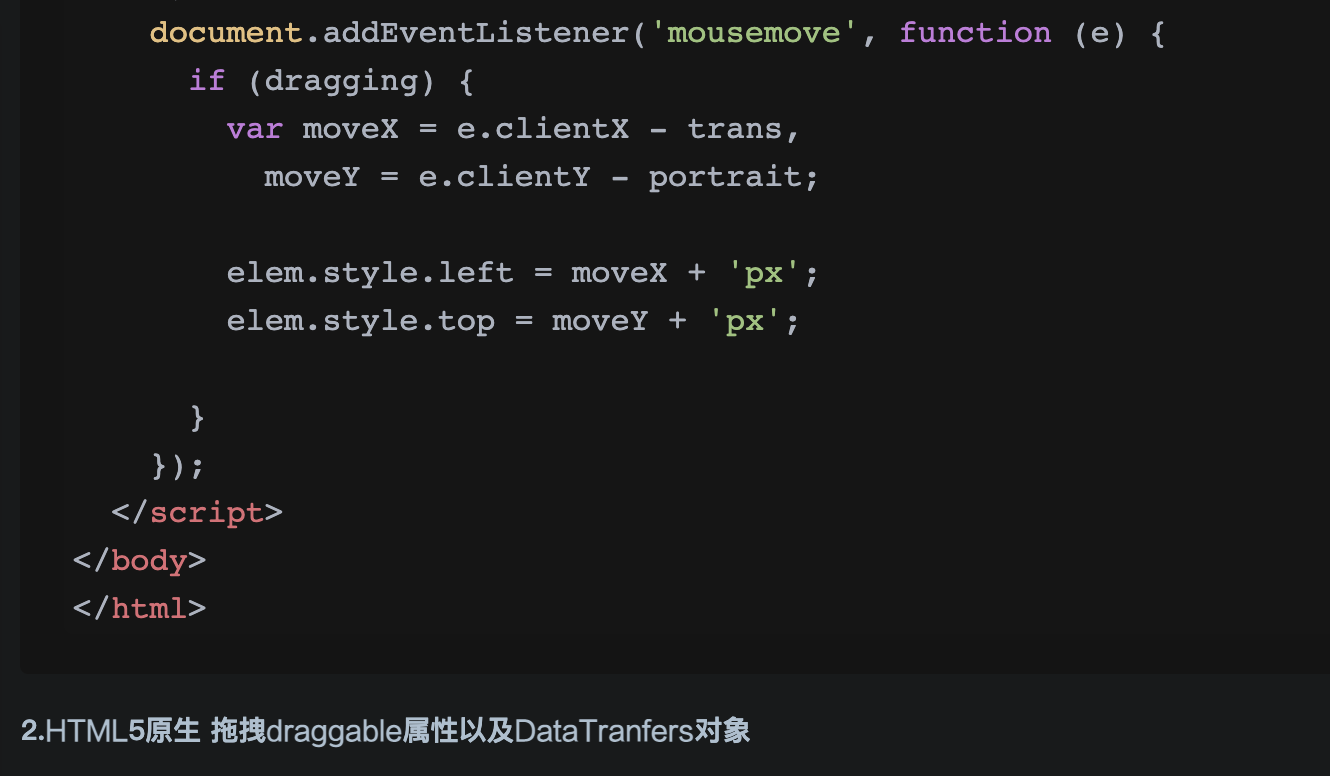 document.addEventListener('mousemove', function (e) {
if (dragging) {
var moveX = e.clientX - trans,
moveY = e.clientY - portrait;
elem.style.left = moveX + 'px';
elem.style.top = moveY + 'px';
}
});
</script>
</body>
</html>
2.HTML5原生 拖拽draggable属性以及DataTranfers对象